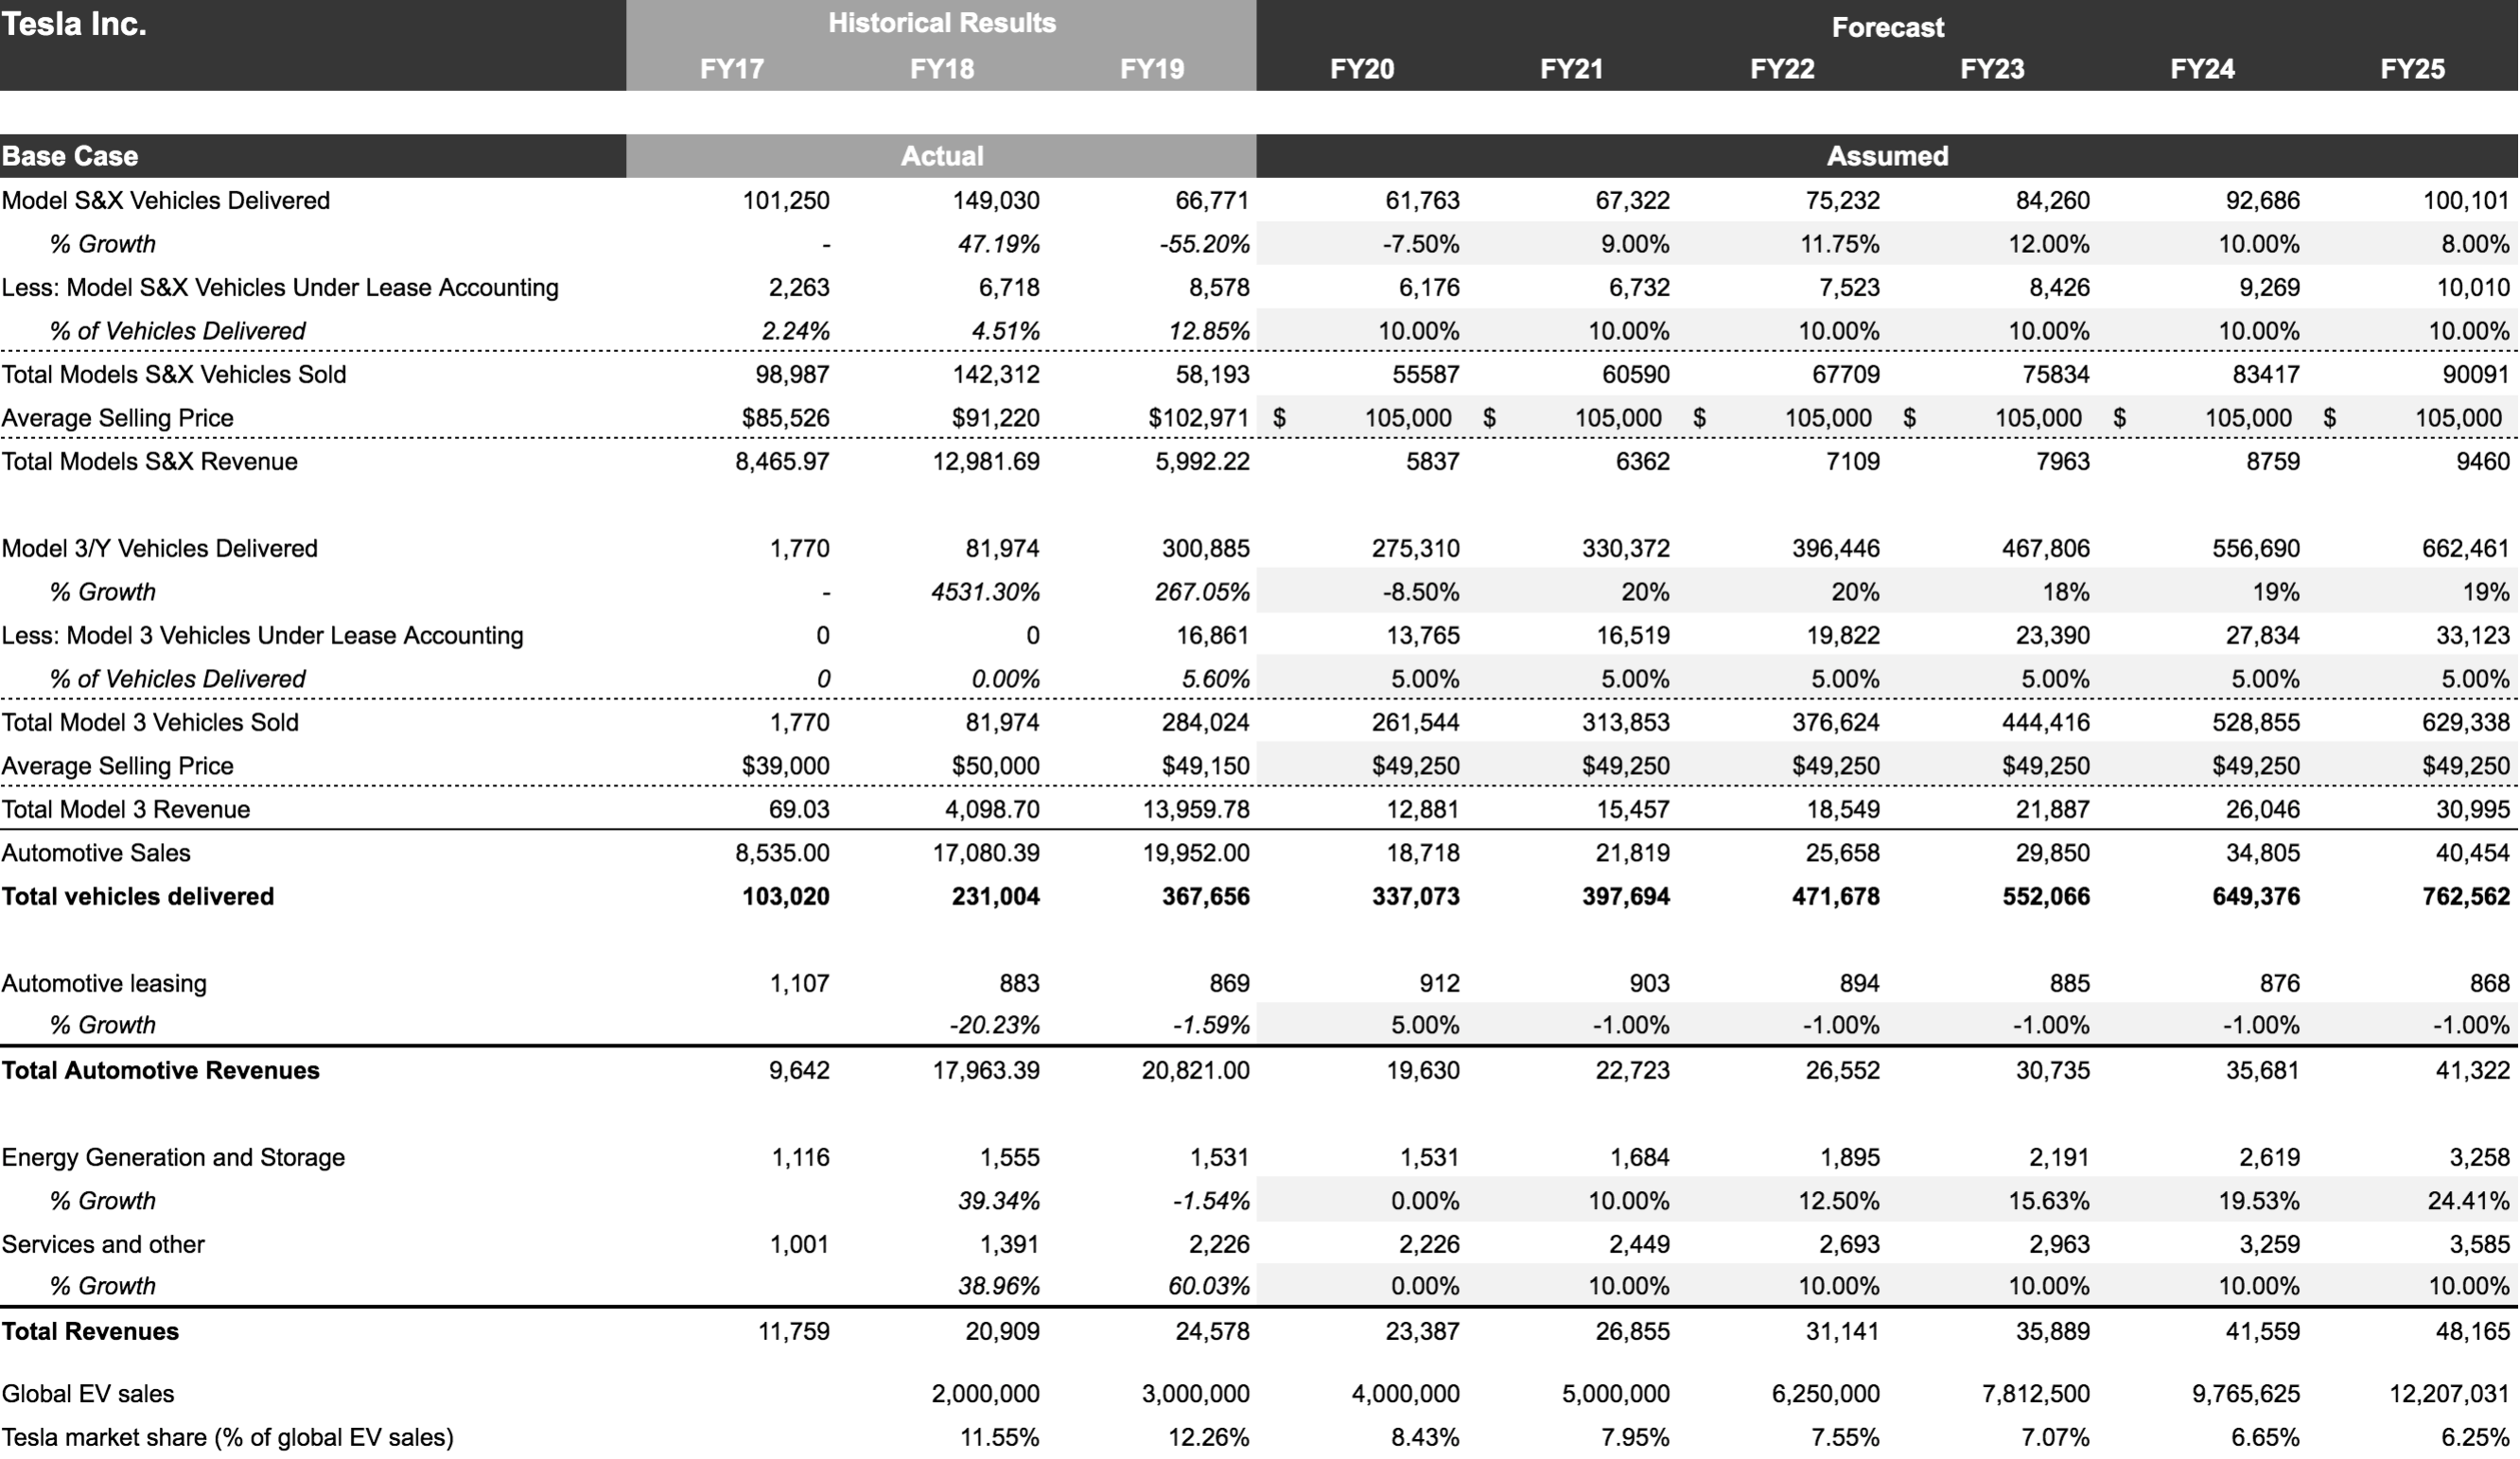 Tesla Inc. Historical Results Forecast
FY17 FY18 FY19 FY20 FY21 FY22 FY23 FY24 FY25
Base Case Actual Assumed
Model S&X Vehicles Delivered 101,250 149,030 66,771 61,763 67,322 75,232 84,260 92,686 100,101
% Growth - 47.19% -55.20% -7.50% 9.00% 11.75% 12.00% 10.00% 8.00%
Less: Model S&X Vehicles Under Lease Accounting 2,263 6,718 8,578 6,176 6,732 7,523 8,426 9,269 10,010
% of Vehicles Delivered 2.24% 4.51% 12.85% 10.00% 10.00% 10.00% 10.00% 10.00% 10.00%
Total Models S&X Vehicles Sold 98,987 142,312 58,193 55587 60590 67709 75834 83417 90091
Average Selling Price $85,526 $91,220 $102,971 $ 105,000 $ 105,000 $ 105,000 $ 105,000 $ 105,000 $ 105,000
Total Models S&X Revenue 8,465.97 12,981.69 5,992.22 5837 6362 7109 7963 8759 9460
Model 3/Y Vehicles Delivered 1,770 81,974 300,885 275,310 330,372 396,446 467,806 556,690 662,461
% Growth - 4531.30% 267.05% -8.50% 20% 20% 18% 19% 19%
Less: Model 3 Vehicles Under Lease Accounting 0 0 16,861 13,765 16,519 19,822 23,390 27,834 33,123
% of Vehicles Delivered 0 0.00% 5.60% 5.00% 5.00% 5.00% 5.00% 5.00% 5.00%
Total Model 3 Vehicles Sold 1,770 81,974 284,024 261,544 313,853 376,624 444,416 528,855 629,338
Average Selling Price $39,000 $50,000 $49,150 $49,250 $49,250 $49,250 $49,250 $49,250 $49,250
Total Model 3 Revenue 69.03 4,098.70 13,959.78 12,881 15,457 18,549 21,887 26,046 30,995
Automotive Sales 8,535.00 17,080.39 19,952.00 18,718 21,819 25,658 29,850 34,805 40,454
Total vehicles delivered 103,020 231,004 367,656 337,073 397,694 471,678 552,066 649,376 762,562
Automotive leasing 1,107 883 869 912 903 894 885 876 868
% Growth -20.23% -1.59% 5.00% -1.00% -1.00% -1.00% -1.00% -1.00%
Total Automotive Revenues 9,642 17,963.39 20,821.00 19,630 22,723 26,552 30,735 35,681 41,322
Energy Generation and Storage 1,116 1,555 1,531 1,531 1,684 1,895 2,191 2,619 3,258
% Growth 39.34% -1.54% 0.00% 10.00% 12.50% 15.63% 19.53% 24.41%
Services and other 1,001 1,391 2,226 2,226 2,449 2,693 2,963 3,259 3,585
% Growth 38.96% 60.03% 0.00% 10.00% 10.00% 10.00% 10.00% 10.00%
Total Revenues 11,759 20,909 24,578 23,387 26,855 31,141 35,889 41,559 48,165
Global EV sales 2,000,000 3,000,000 4,000,000 5,000,000 6,250,000 7,812,500 9,765,625 12,207,031
Tesla market share (% of global EV sales) 11.55% 12.26% 8.43% 7.95% 7.55% 7.07% 6.65% 6.25%